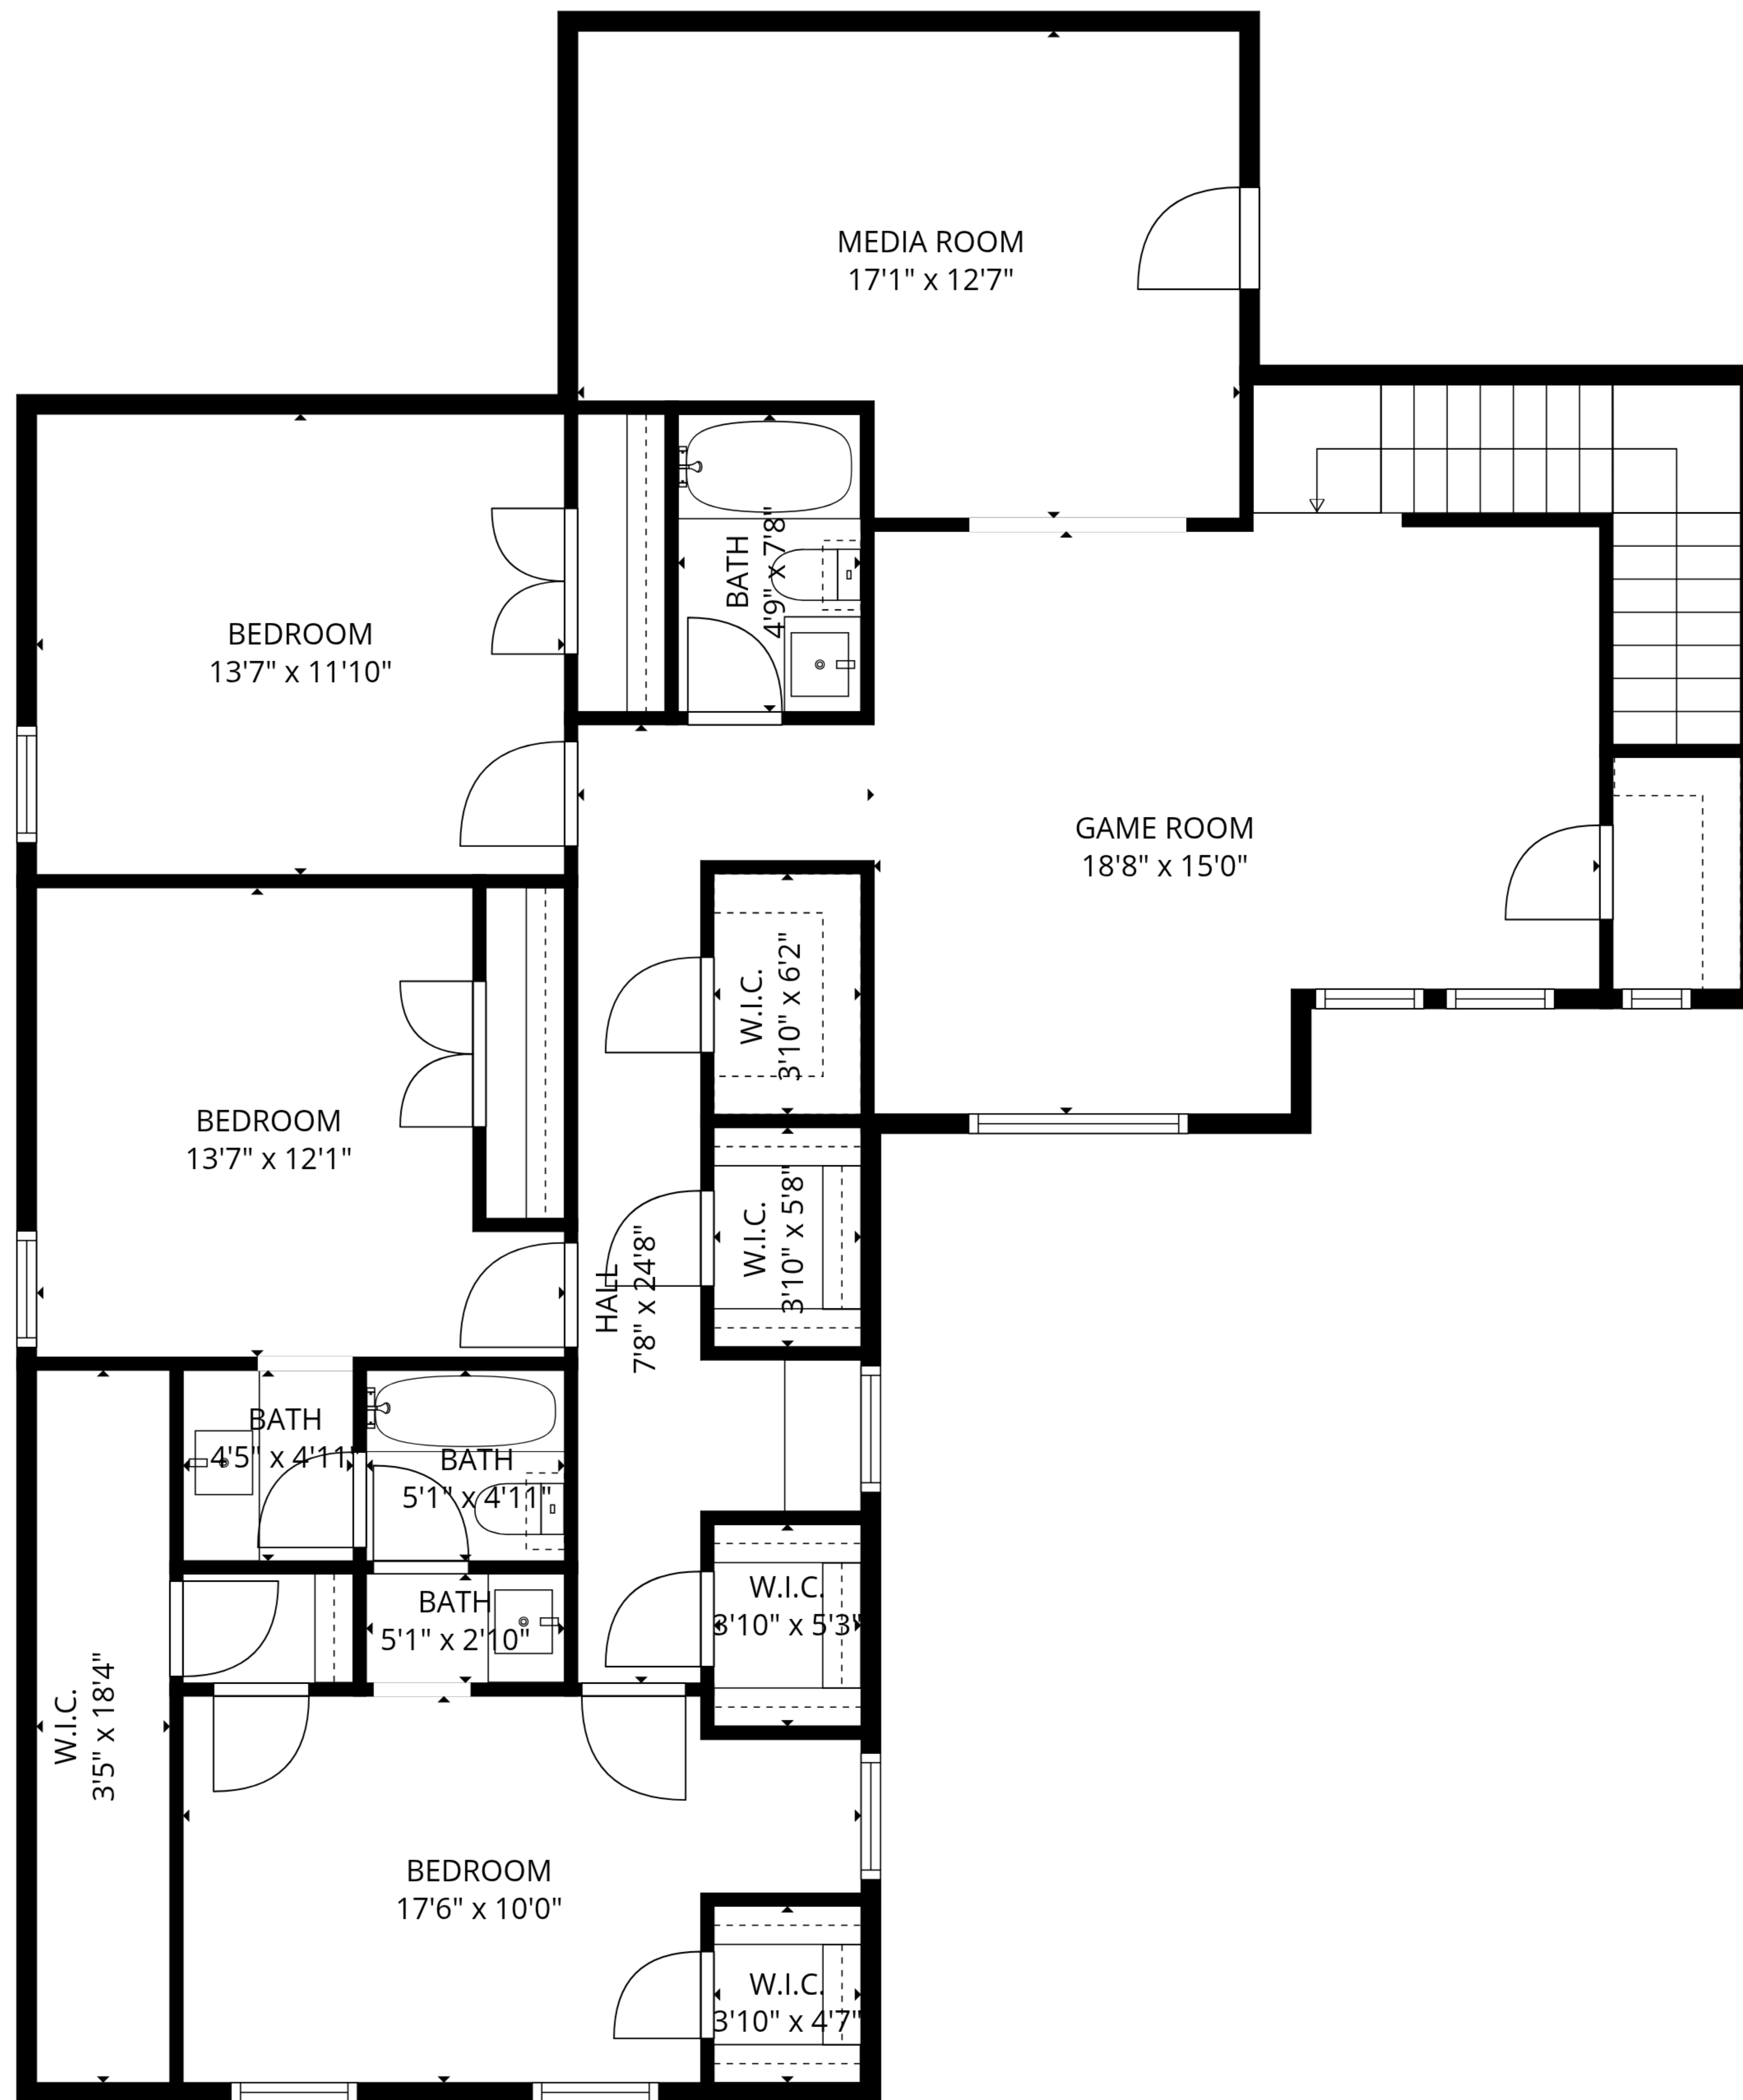 MEDIA ROOM
17'1" x 12'7"
BATH
4'9" x 7'8"
BEDROOM
13'7" x 11'10"
GAME ROOM
18'8" x 15'0"
W.I.C.
3'10" x 6'2"
BEDROOM
13'7" x 12'1"
W.I.C.
3'10" x 5'8"
HALL
7'8" x 24'8"
BATH
4'5" x 4'11"
BATH
5'1" x 4'11"
W.I.C.
3'10" x 5'3"
BATH
5'1" x 2'10"
W.I.C.
3'5" x 18'4"
BEDROOM
17'6" x 10'0"
W.I.C.
3'10" x 4'7"